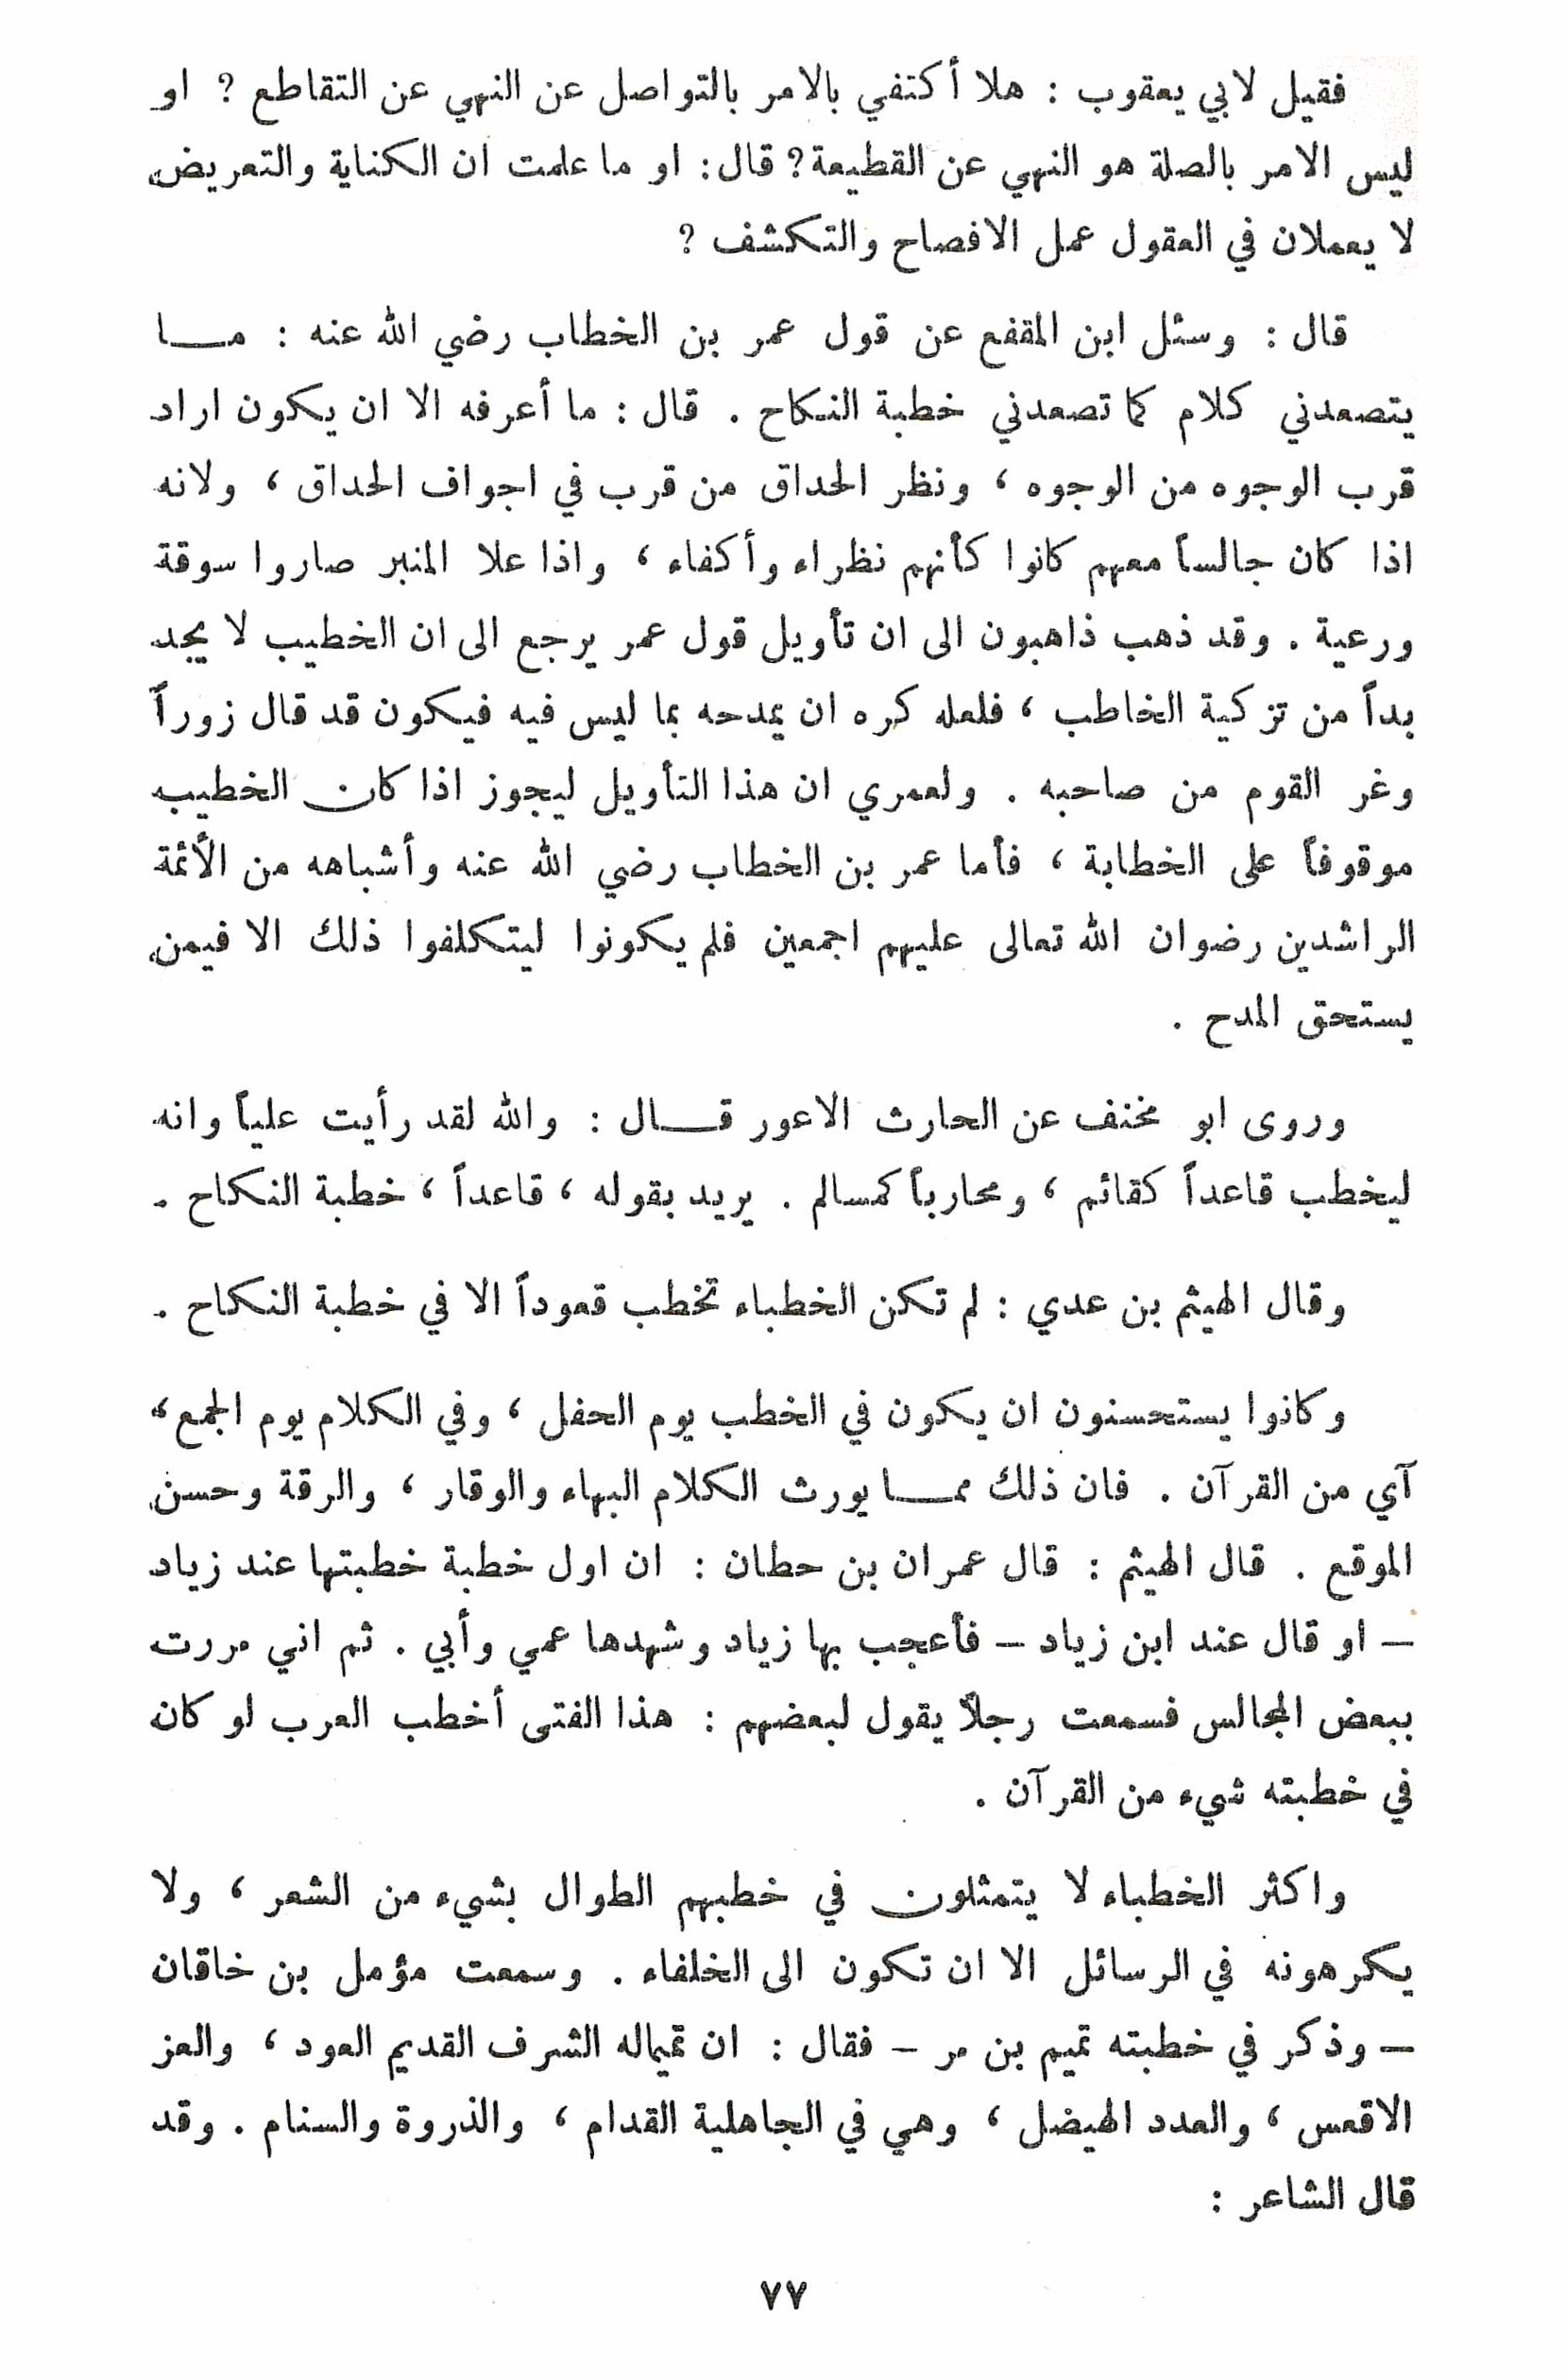 فقيل لابي يعقوب : هلا أكتفي بالامر بالتواصل عن النهي عن التقاطع ? او
ليس الامر بالصلة هو النهي عن القطيعة? قال: او ما علمت ان الكناية والتعريض
لا يعملان في العقول عمل الافصاح والتكشف ?
قال : وسئل ابن المقفع عن قول عمر بن الخطاب رضي الله عنه : مـا
يتصعدني كلام كما تصعدني خطبة النكاح . قال : ما أعرفه الا ان يكون اراد
قرب الوجوه من الوجوه ، ونظر الحداق من قرب في اجواف الحداق ، ولانه
اذا كان جالساً معهم كانوا كأنهم نظراء وأكفاء ، واذا علا المنبر صاروا سوقة
ورعية . وقد ذهب ذاهبون الى ان تأويل قول عمر يرجع الى ان الخطيب لا يجد
بداً من تزكية الخاطب ، فلعله كره ان يمدحه بما ليس فيه فيكون قد قال زوراً
وغر القوم من صاحبه . ولعمري ان هذا التأويل ليجوز اذا كان الخطيب
موقوفاً على الخطابة ، فأما عمر بن الخطاب رضي الله عنه وأشباهه من الأئمة
الراشدين رضوان الله تعالى عليهم اجمعين فلم يكونوا ليتكلفوا ذلك الا فيمن
يستحق المدح .
وروى ابو مخنف عن الحارث الاعور قـال : والله لقد رأيت علياً وانه
ليخطب قاعداً كقائم ، ومحارباً كمسالم . يريد بقوله ، قاعداً ، خطبة النكاح .
وقال الهيثم بن عدي : لم تكن الخطباء تخطب قعوداً الا في خطبة النكاح .
وكانوا يستحسنون ان يكون في الخطب يوم الحفل ، وفي الكلام يوم الجمع ،
آي من القرآن . فان ذلك ممـا يورث الكلام البهاء والوقار ، والرقة وحسن
الموقع . قال الهيثم : قال عمران بن حطان : ان اول خطبة خطبتها عند زياد
– او قال عند ابن زياد – فأعجب بها زياد وشهدها عمي وأبي . ثم اني مررت
ببعض المجالس فسمعت رجلاً يقول لبعضهم : هذا الفتى أخطب العرب لو كان
في خطبته شيء من القرآن .
واكثر الخطباء لا يتمثلون في خطبهم الطوال بشيء من الشعر ، ولا
يكرهونه في الرسائل الا ان تكون الى الخلفاء . وسمعت مؤمل بن خاقان
– وذكر في خطبته تميم بن مر – فقال : ان تميماله الشرف القديم العود ، والعز
الاقعس ، والعدد الهيضل ، وهي في الجاهلية القدام ، والذروة والسنام . وقد
قال الشاعر :
٧٧